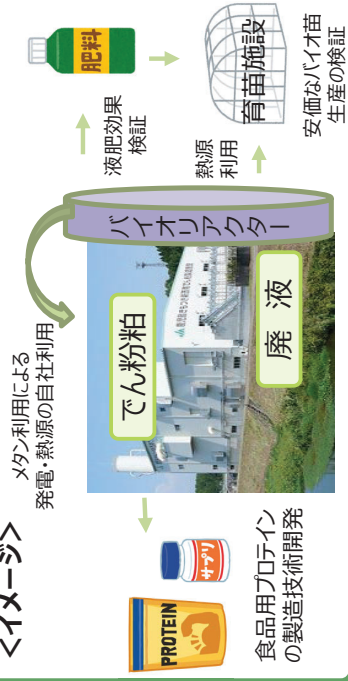 <イメージ>
メタン利用による
発電・熱源の自社利用
でん粉粕
廃 液
バイオリアクター
PROTEIN
サプリ
食品用プロテイン
の製造技術開発
液肥効果
検証
肥料
熱源
利用
育苗施設
安価なバイオ苗
生産の検証